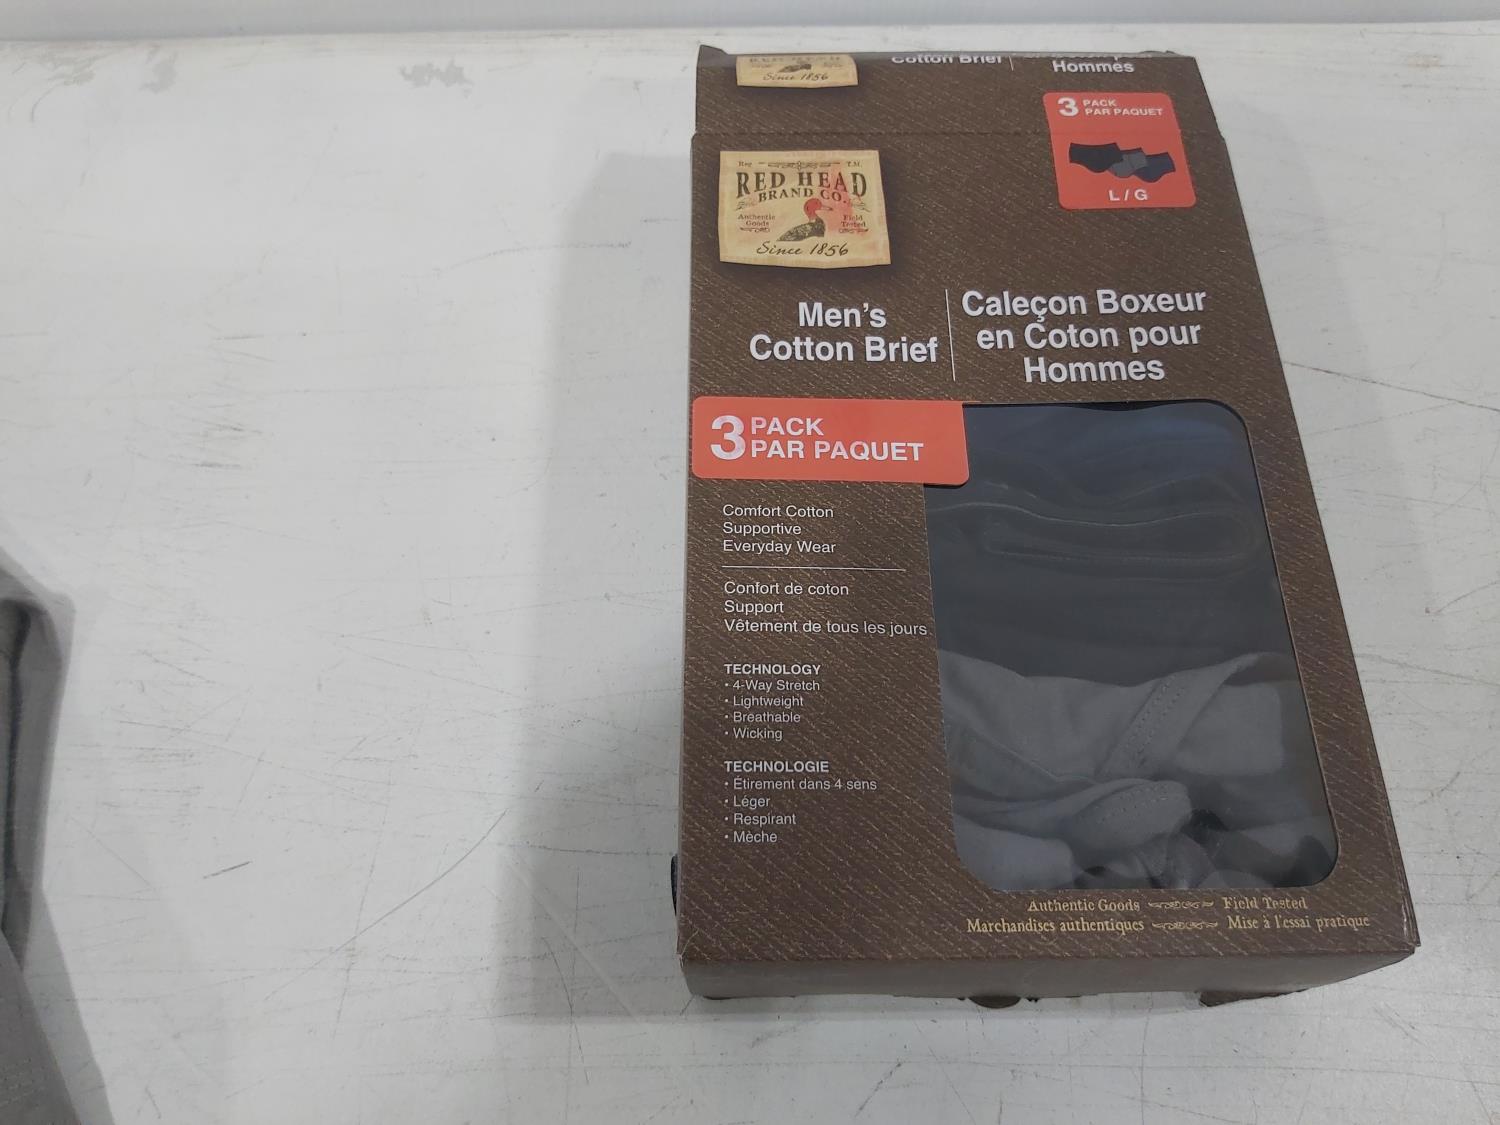 Since 1856
Cotton Brief
Hommes
3 PACK
PAR PAQUET
L / G
Reg. T.M.
RED HEAD
BRAND CO.
Authentic Goods
Field Tested
Since 1856
Men's
Cotton Brief
Caleçon Boxeur
en Coton pour
Hommes
3 PACK
PAR PAQUET
Comfort Cotton
Supportive
Everyday Wear
Confort de coton
Support
Vêtement de tous les jours
TECHNOLOGY
• 4-Way Stretch
• Lightweight
• Breathable
• Wicking
TECHNOLOGIE
• Étirement dans 4 sens
• Léger
• Respirant
• Mèche
Authentic Goods Field Tested
Marchandises authentiques Mise à l'essai pratique